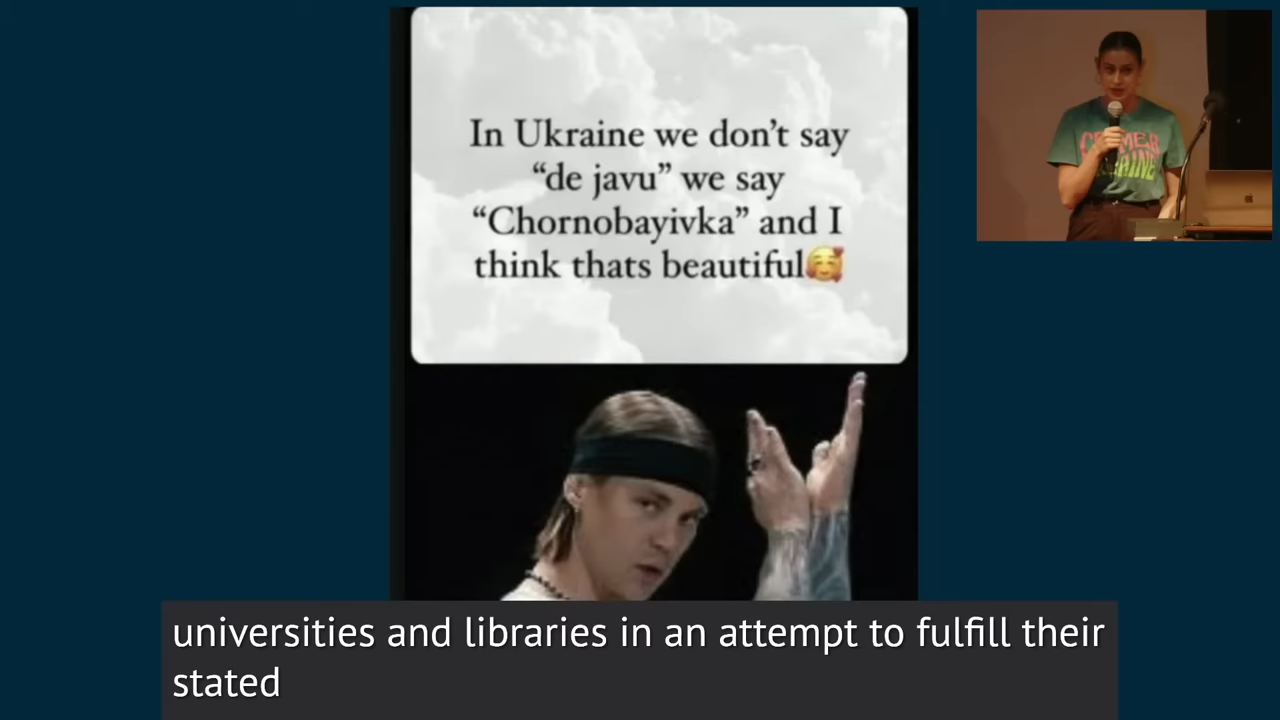 In Ukraine we don't say
“de javu” we say
“Chornobayivka” and I
think thats beautiful🥰
universities and libraries in an attempt to fulfill their
stated